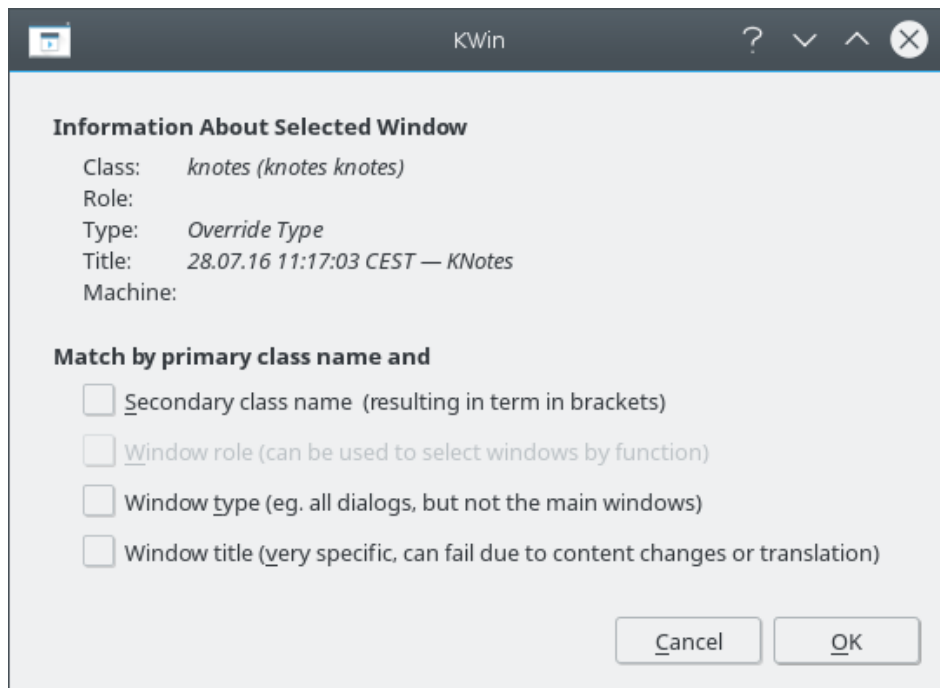 KWin
Information About Selected Window
Class: knotes (knotes knotes)
Role:
Type: Override Type
Title: 28.07.16 11:17:03 CEST — KNotes
Machine:
Match by primary class name and
Secondary class name (resulting in term in brackets)
Window role (can be used to select windows by function)
Window type (eg. all dialogs, but not the main windows)
Window title (very specific, can fail due to content changes or translation)
Cancel OK